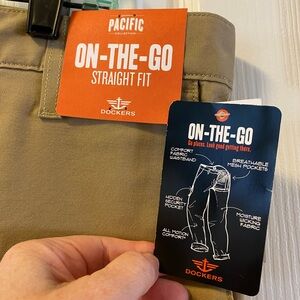 PACIFIC
COLLECTION
ON-THE-GO
STRAIGHT FIT
DOCKERS
ON-THE-GO
Go places. Look good getting there.
COMFORT
FABRIC
WAISTBAND
BREATHABLE
MESH POCKETS
HIDDEN
SECURITY
POCKET
MOISTURE
WICKING
FABRIC
ALL MOTION
COMFORT
DOCKERS